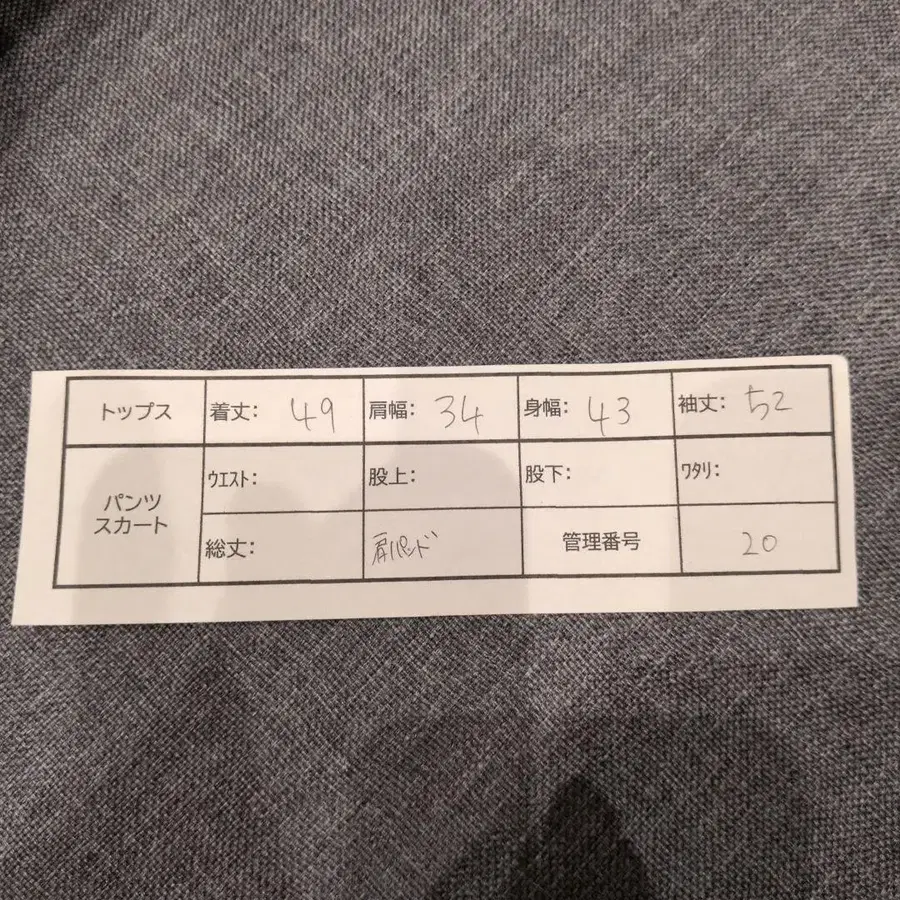 トップス 着丈: 49 肩幅: 34 身幅: 43 袖丈: 52
パンツ
スカート
ｳｴｽﾄ: 股上: 股下: ﾜﾀﾘ:
総丈: 肩パッド 管理番号 20